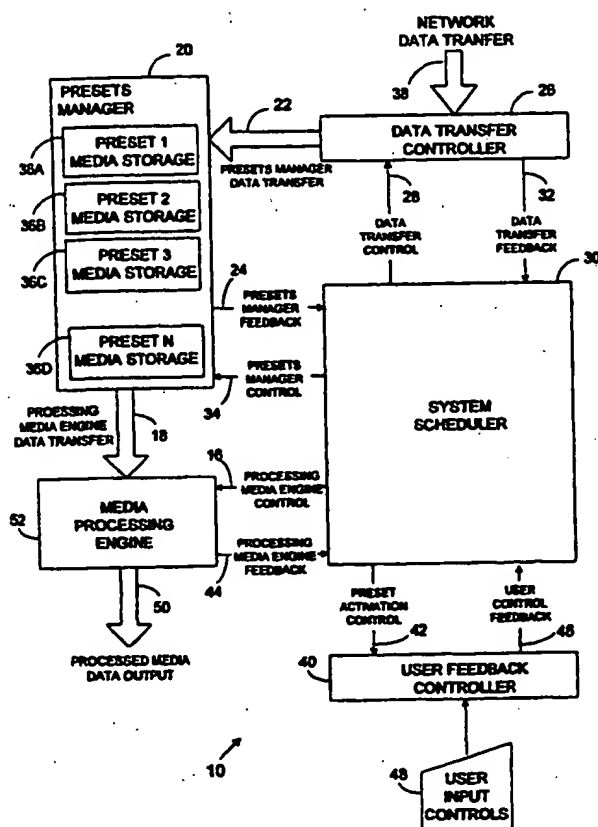 NETWORK
DATA TRANFER
20
38
PRESETS
MANAGER
22
26
DATA TRANSFER
CONTROLLER
PRESET 1
MEDIA STORAGE
36A
PRESETS MANAGER
DATA TRANSFER
28
32
PRESET 2
MEDIA STORAGE
36B
DATA
TRANSFER
CONTROL
DATA
TRANSFER
FEEDBACK
PRESET 3
MEDIA STORAGE
36C
24
30
PRESETS
MANAGER
FEEDBACK
PRESET N
MEDIA STORAGE
36D
PRESETS
MANAGER
CONTROL
34
SYSTEM
SCHEDULER
PROCESSING
MEDIA ENGINE
DATA TRANSFER
18
16
PROCESSING
MEDIA ENGINE
CONTROL
MEDIA
PROCESSING
ENGINE
52
PROCESSING
MEDIA ENGINE
FEEDBACK
44
50
PRESET
ACTIVATION
CONTROL
USER
CONTROL
FEEDBACK
42
46
PROCESSED MEDIA
DATA OUTPUT
40
USER FEEDBACK
CONTROLLER
10
48
USER
INPUT
CONTROLS